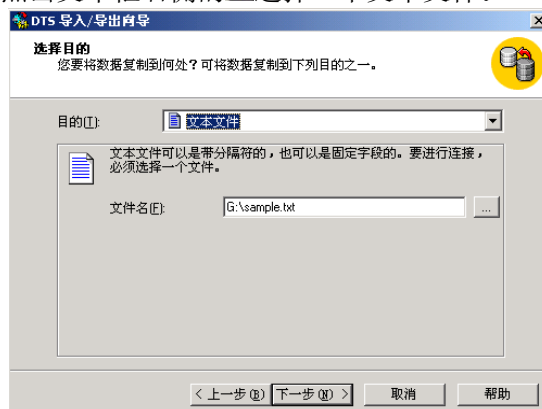 DTS 导入/导出向导
选择目的
您要将数据复制到何处?可将数据复制到下列目的之一。
目的(T):
文本文件
文本文件可以是带分隔符的,也可以是固定字段的。要进行连接,
必须选择一个文件。
文件名(F):
G:\sample.txt
...
< 上一步(B)
下一步(N) >
取消
帮助